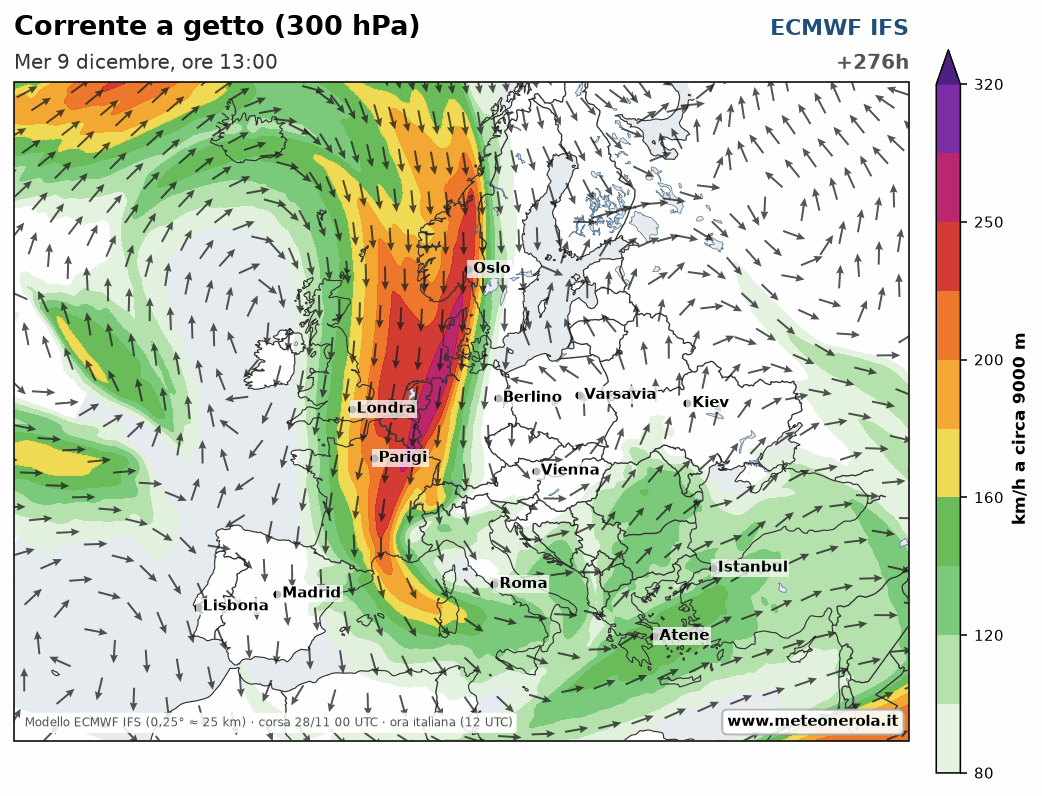 Corrente a getto (300 hPa)
ECMWF IFS
Mer 9 dicembre, ore 13:00
+276h
320
250
200
160
120
80
km/h a circa 9000 m
Oslo
Berlino
Varsavia
Kiev
Londra
Parigi
Vienna
Istanbul
Roma
Madrid
Lisbona
Atene
Modello ECMWF IFS (0,25° ≈ 25 km) · corsa 28/11 00 UTC · ora italiana (12 UTC)
www.meteonerola.it